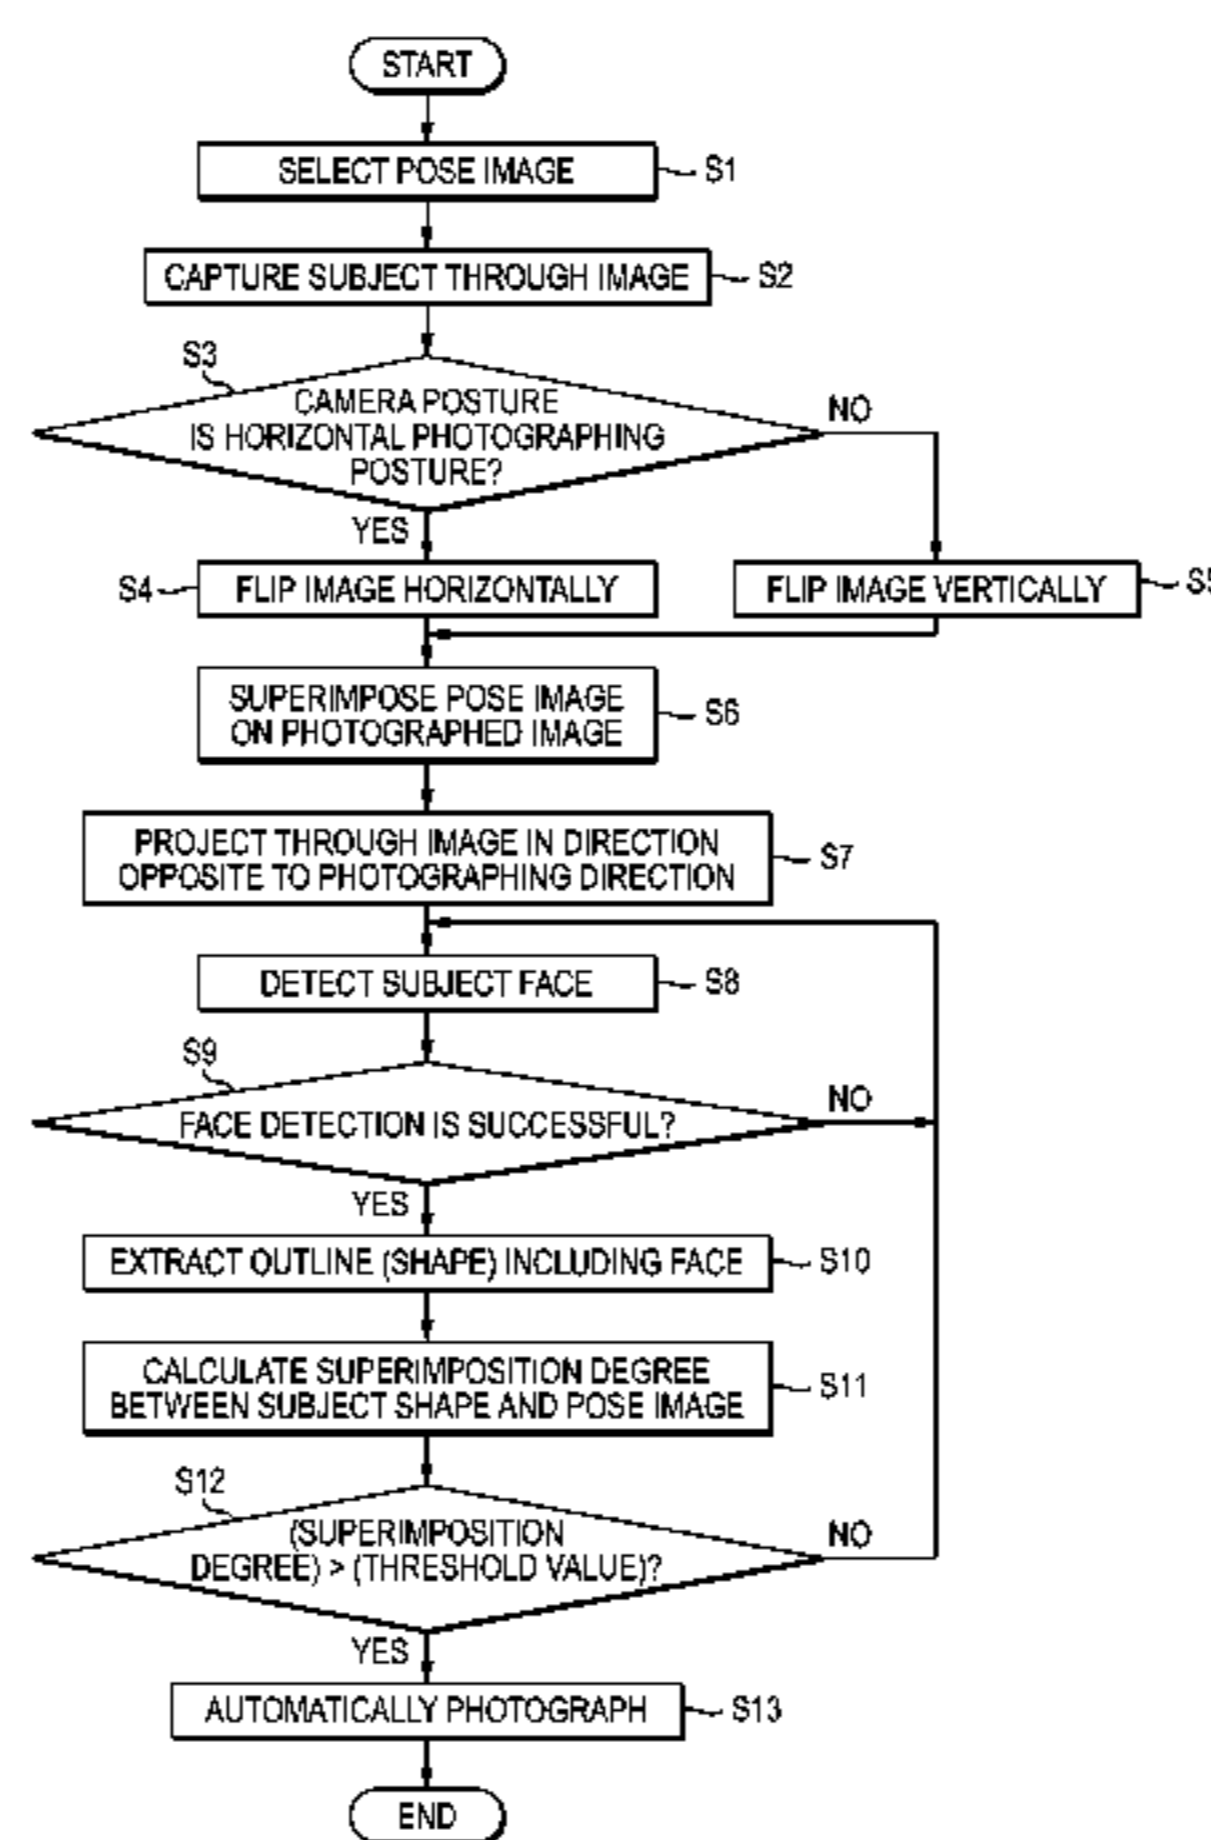 START
SELECT POSE IMAGE
S1
CAPTURE SUBJECT THROUGH IMAGE
S2
S3
CAMERA POSTURE
IS HORIZONTAL PHOTOGRAPHING
POSTURE?
NO
YES
S4
FLIP IMAGE HORIZONTALLY
FLIP IMAGE VERTICALLY
S5
SUPERIMPOSE POSE IMAGE
ON PHOTOGRAPHED IMAGE
S6
PROJECT THROUGH IMAGE IN DIRECTION
OPPOSITE TO PHOTOGRAPHING DIRECTION
S7
DETECT SUBJECT FACE
S8
S9
FACE DETECTION IS SUCCESSFUL?
NO
YES
EXTRACT OUTLINE (SHAPE) INCLUDING FACE
S10
CALCULATE SUPERIMPOSITION DEGREE
BETWEEN SUBJECT SHAPE AND POSE IMAGE
S11
S12
(SUPERIMPOSITION
DEGREE) > (THRESHOLD VALUE)?
NO
YES
AUTOMATICALLY PHOTOGRAPH
S13
END